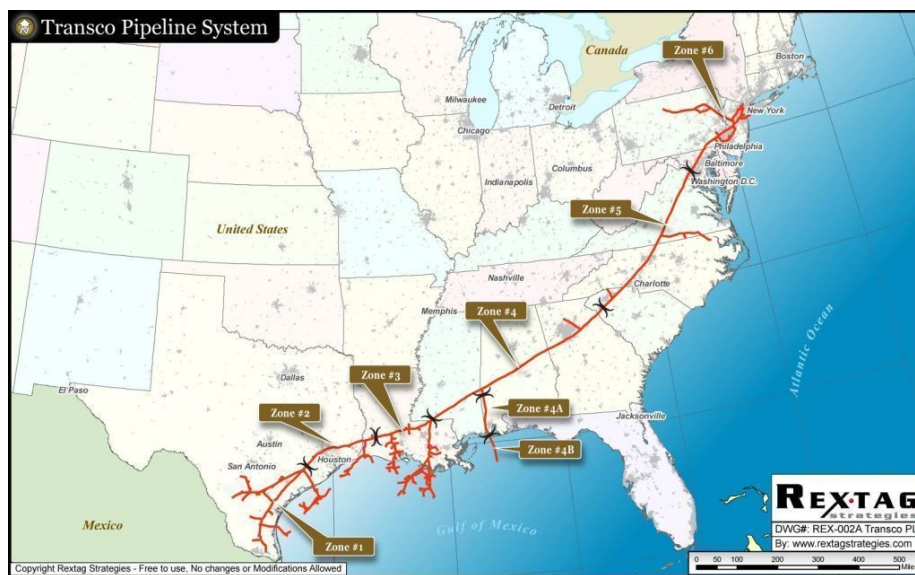 Transco Pipeline System
Canada
Zone #6
Boston
Milwaukee
Detroit
New York
Chicago
Philadelphia
Columbus
Baltimore
Indianapolis
Washington D.C.
Zone #5
United States
Nashville
Charlotte
Memphis
Zone #4
Atlantic Ocean
Zone #3
Dallas
El Paso
Zone #4A
Jacksonville
Zone #2
Austin
Houston
San Antonio
Zone #4B
Gulf of Mexico
Mexico
Zone #1
REXTAG
strategies
DWG#: REX-002A Transco PL
By: www.rextagstrategies.com
0 50 100 200 300 400 500
Mile
Copyright Rextag Strategies - Free to use, No changes or Modifications Allowed